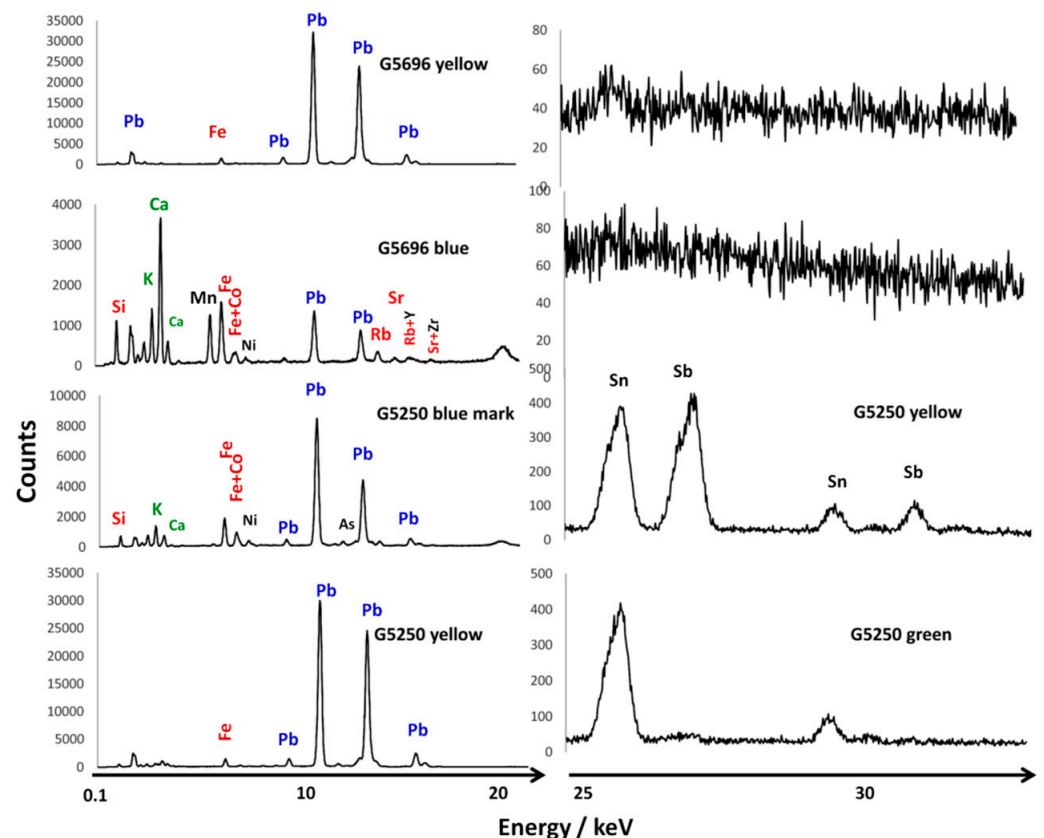 35000
30000
25000
20000
15000
10000
5000
0
Pb
Pb
G5696 yellow
Pb
Fe
Pb
Pb
80
60
40
20
0
4000
3000
2000
1000
0
Ca
G5696 blue
K
Si
Ca
Mn
Fe
Fe+Co
Ni
Pb
Pb
Sr
Rb
Rb+Y
Sr+Zr
100
80
60
40
20
0
10000
8000
6000
4000
2000
0
Pb
G5250 blue mark
Pb
Fe
Fe+Co
Si
K
Ca
Ni
Pb
As
Pb
500
400
300
200
100
0
Sn
Sb
G5250 yellow
Sn
Sb
35000
30000
25000
20000
15000
10000
5000
0
Pb
Pb
G5250 yellow
Fe
Pb
Pb
500
400
300
200
100
0
G5250 green
Counts
0.1
10
20
25
30
Energy / keV